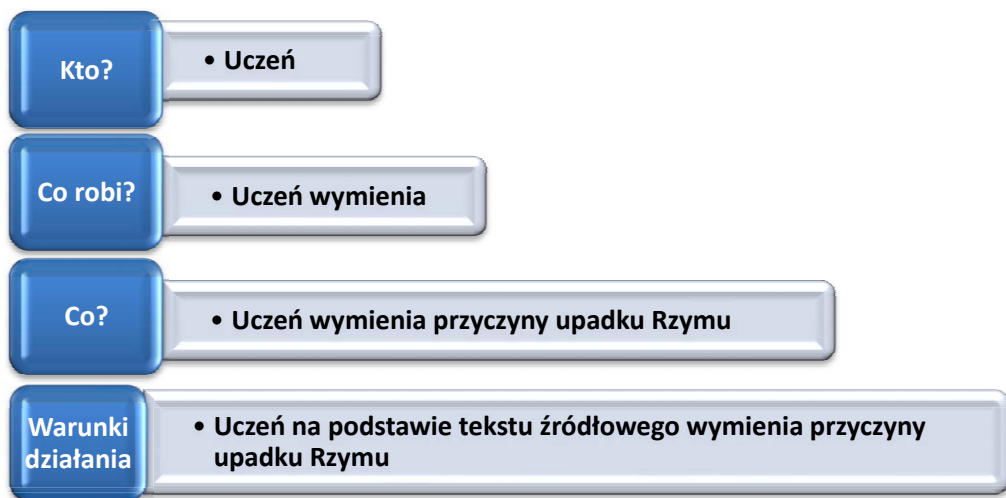 Kto?
• Uczeń
Co robi?
• Uczeń wymienia
Co?
• Uczeń wymienia przyczyny upadku Rzymu
Warunki
działania
• Uczeń na podstawie tekstu źródłowego wymienia przyczyny
upadku Rzymu